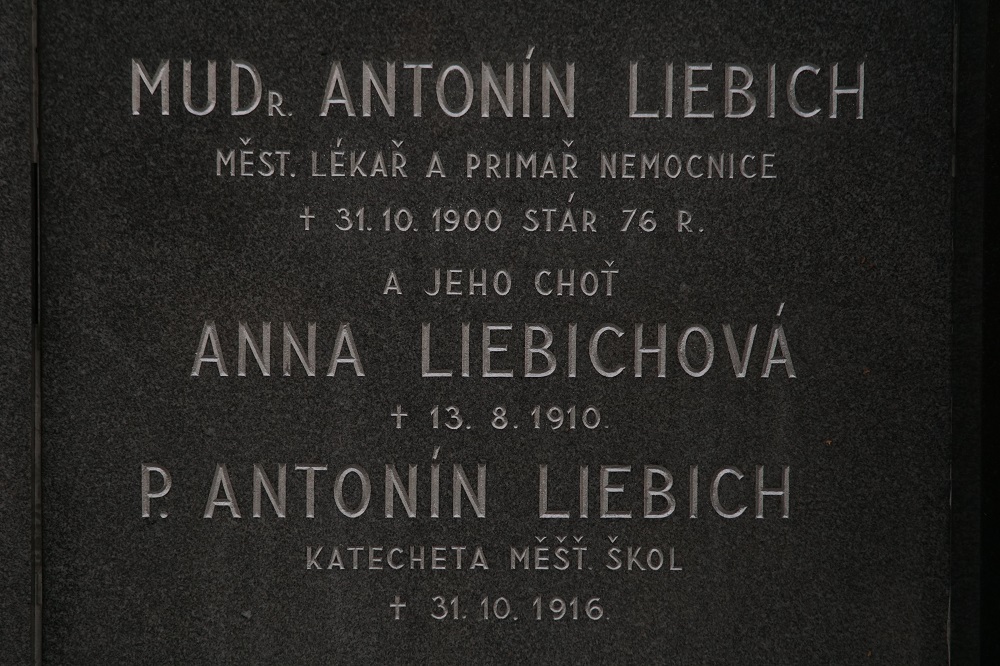 MUDR. ANTONÍN LIEBICH
MĚST. LÉKAŘ A PRIMAŘ NEMOCNICE
† 31. 10. 1900 STÁR 76 R.
A JEHO CHOŤ
ANNA LIEBICHOVÁ
† 13. 8. 1910.
P. ANTONÍN LIEBICH
KATECHETA MĚŠŤ. ŠKOL
† 31. 10. 1916.